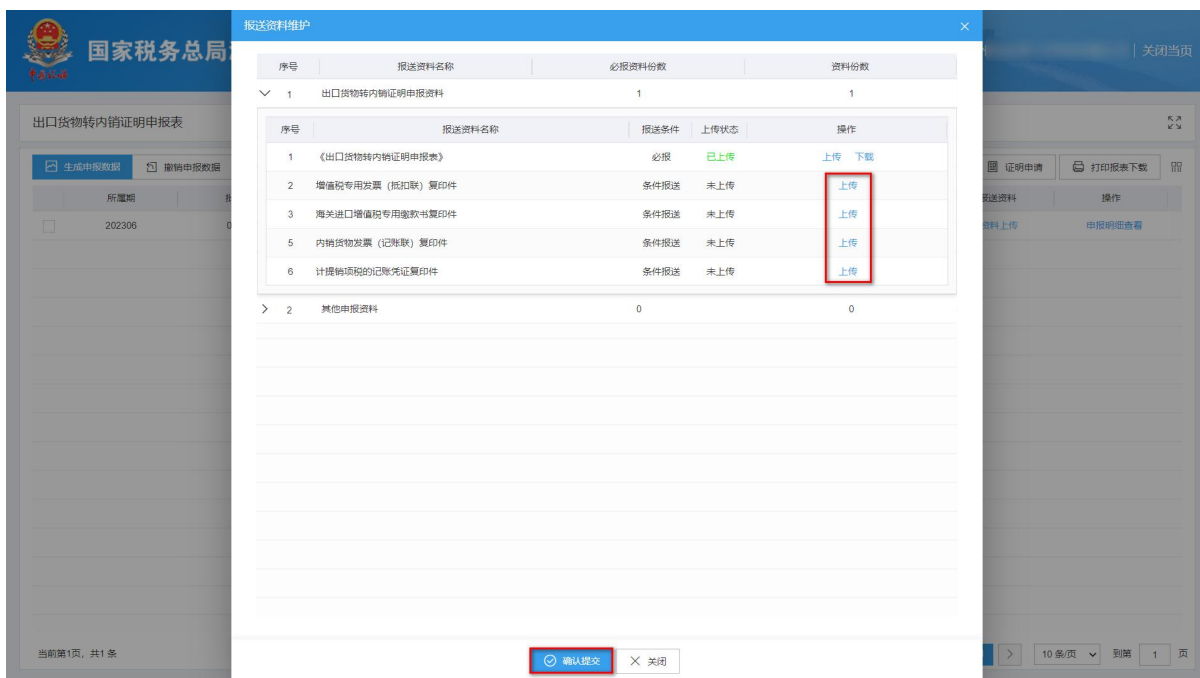 报送资料维护
国家税务总局
关闭当页
序号 报送资料名称 必报资料份数 资料份数
1 出口货物转内销证明申报资料 1 1
出口货物转内销证明申报表
序号 报送资料名称 报送条件 上传状态 操作
1 《出口货物转内销证明申报表》 必报 已上传 上传 下载
生成申报数据 撤销申报数据 证明申请 打印报表下载
2 增值税专用发票（抵扣联）复印件 条件报送 未上传 上传
所属期 报送资料 操作
3 海关进口增值税专用缴款书复印件 条件报送 未上传 上传
202306 0 资料上传 申报明细查看
5 内销货物发票（记账联）复印件 条件报送 未上传 上传
6 计提销项税的记账凭证复印件 条件报送 未上传 上传
2 其他申报资料 0 0
当前第1页，共1条
确认提交 关闭
10 条/页 到第 1 页